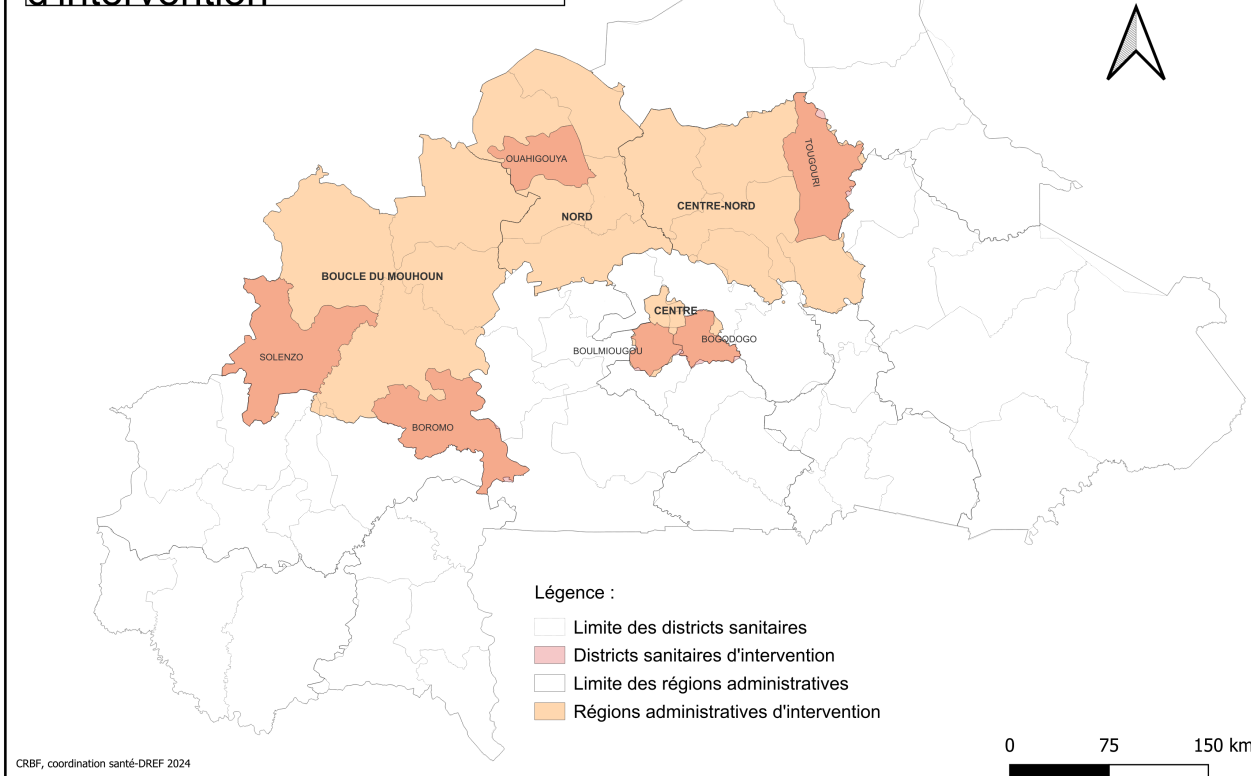 d'intervention
OUAHIGOUYA
TOUGOURI
CENTRE-NORD
NORD
BOUCLE DU MOUHOUN
CENTRE
BOGODOGO
BOULMIOUGOU
SOLENZO
BOROMO
Légence :
Limite des districts sanitaires
Districts sanitaires d'intervention
Limite des régions administratives
Régions administratives d'intervention
0 75 150 km
CRBF, coordination santé-DREF 2024